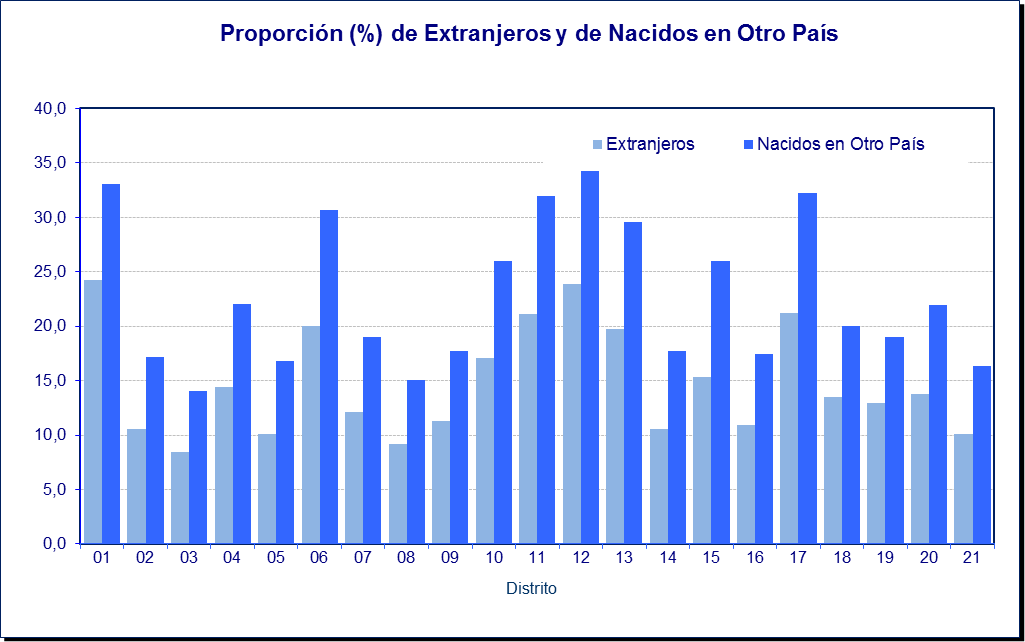 Proporción (%) de Extranjeros y de Nacidos en Otro País
40,0
Extranjeros Nacidos en Otro País
35,0
30,0
25,0
20,0
15,0
10,0
5,0
0,0
01 02 03 04 05 06 07 08 09 10 11 12 13 14 15 16 17 18 19 20 21
Distrito